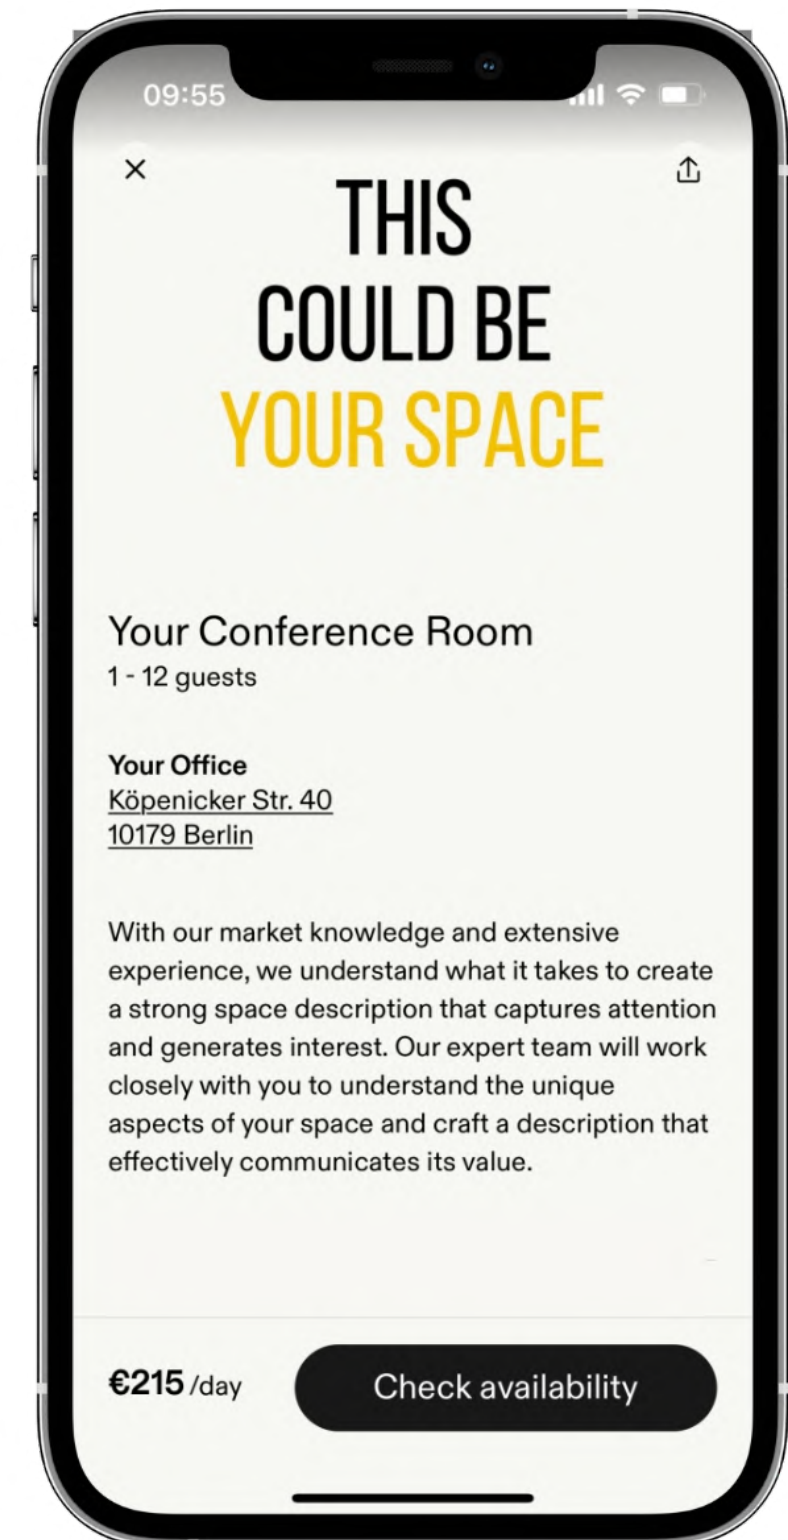 09:55
THIS
COULD BE
YOUR SPACE
Your Conference Room
1 - 12 guests
Your Office
Köpenicker Str. 40
10179 Berlin
With our market knowledge and extensive
experience, we understand what it takes to create
a strong space description that captures attention
and generates interest. Our expert team will work
closely with you to understand the unique
aspects of your space and craft a description that
effectively communicates its value.
€215 /day
Check availability